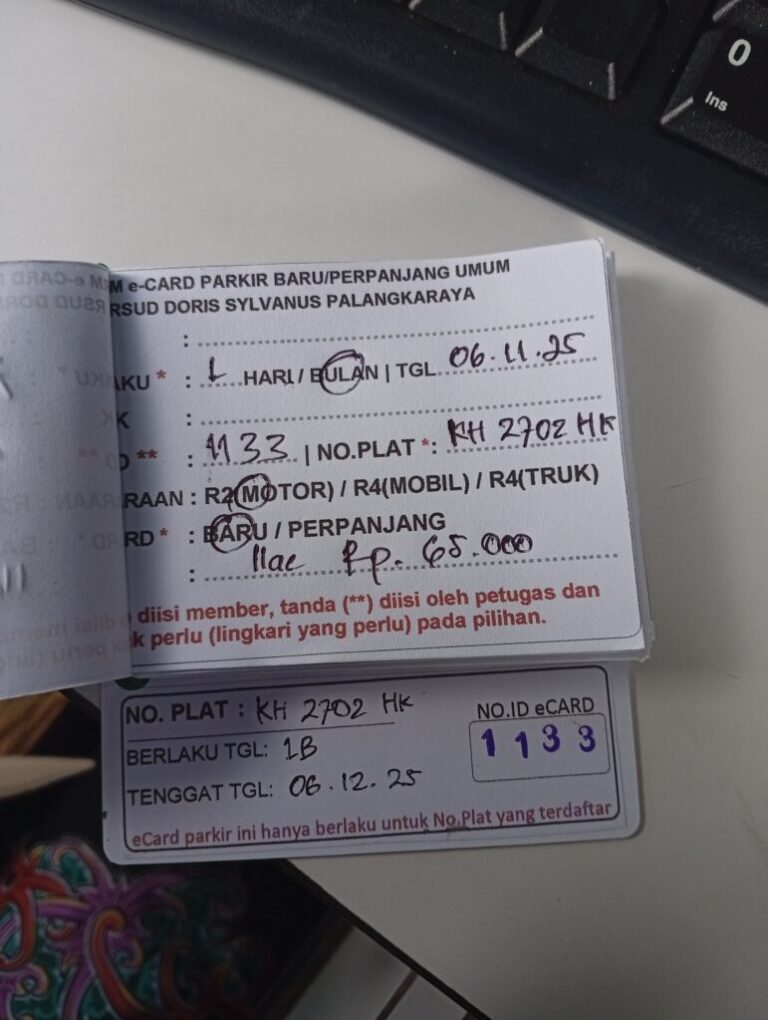 M e-CARD PARKIR BARU/PERPANJANG UMUM
RSUD DORIS SYLVANUS PALANGKARAYA
:
AKU * : 1 HARI / BULAN | TGL. 06.11.25
K :
D ** : 1133 | NO.PLAT *: KH 2702 HK
RAAN : R2(MOTOR) / R4(MOBIL) / R4(TRUK)
RD * : BARU / PERPANJANG
: Rp. 65.000
diisi member, tanda (**) diisi oleh petugas dan
k perlu (lingkari yang perlu) pada pilihan.
NO. PLAT : KH 2702 HK
NO.ID eCARD
1133
BERLAKU TGL: 1B
TENGGAT TGL: 06.12.25
eCard parkir ini hanya berlaku untuk No.Plat yang terdaftar
0
Ins